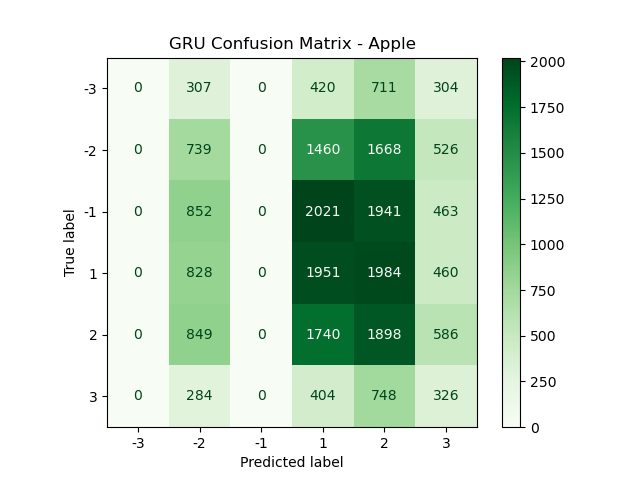 GRU Confusion Matrix - Apple
True label
-3 0 307 0 420 711 304
-2 0 739 0 1460 1668 526
-1 0 852 0 2021 1941 463
1 0 828 0 1951 1984 460
2 0 849 0 1740 1898 586
3 0 284 0 404 748 326
-3 -2 -1 1 2 3
Predicted label
2000
1750
1500
1250
1000
750
500
250
0